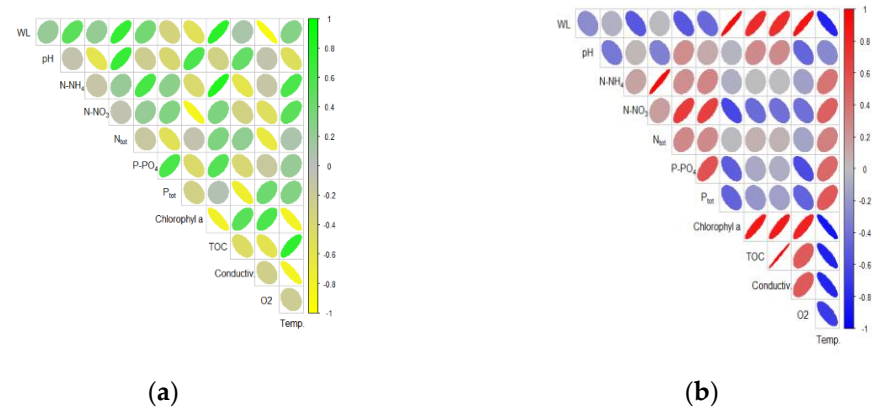 WL
pH
N-NH₄
N-NO₃
Nₜₒₜ
P-PO₄
Pₜₒₜ
Chlorophyl a
TOC
Conductiv.
O2
Temp.
1
0.8
0.6
0.4
0.2
0
-0.2
-0.4
-0.6
-0.8
-1
WL
pH
N-NH₄
N-NO₃
Nₜₒₜ
P-PO₄
Pₜₒₜ
Chlorophyl a
TOC
Conductiv.
O2
Temp.
1
0.8
0.6
0.4
0.2
0
-0.2
-0.4
-0.6
-0.8
-1
(a) (b)